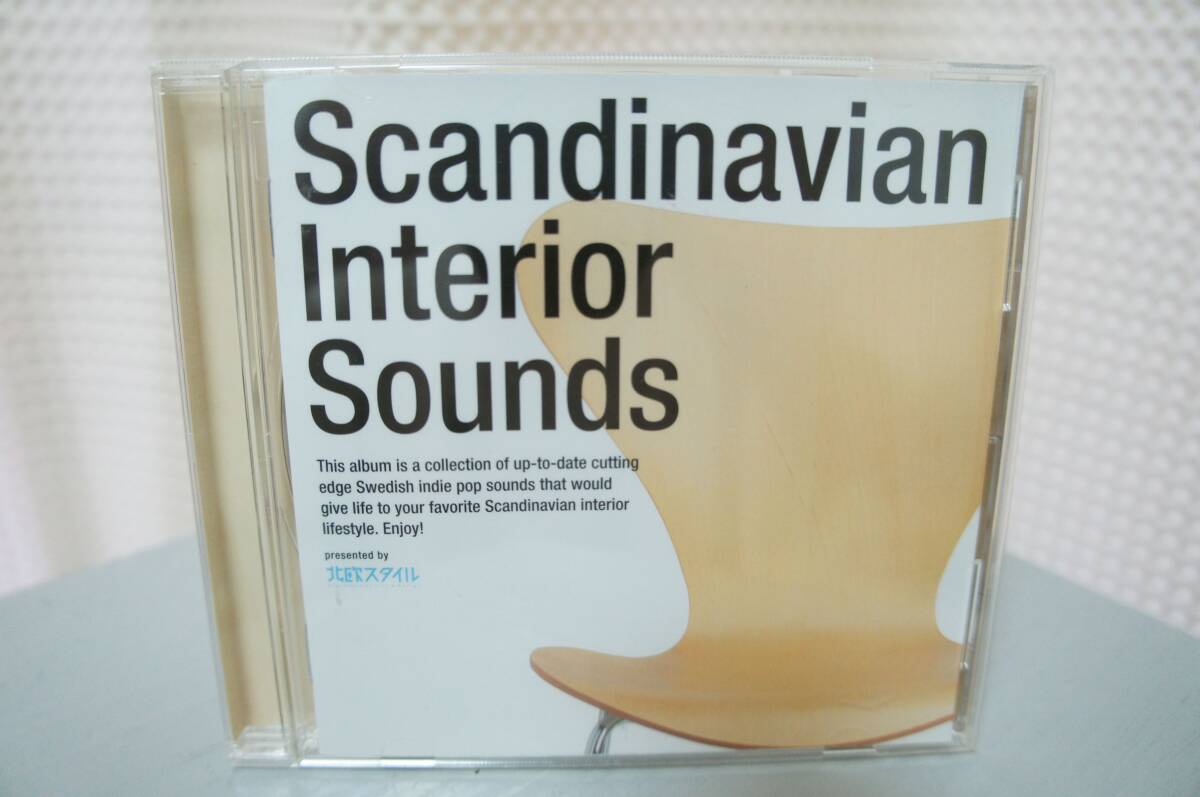 Scandinavian
Interior
Sounds
This album is a collection of up-to-date cutting
edge Swedish indie pop sounds that would
give life to your favorite Scandinavian interior
lifestyle. Enjoy!
presented by
北欧スタイル